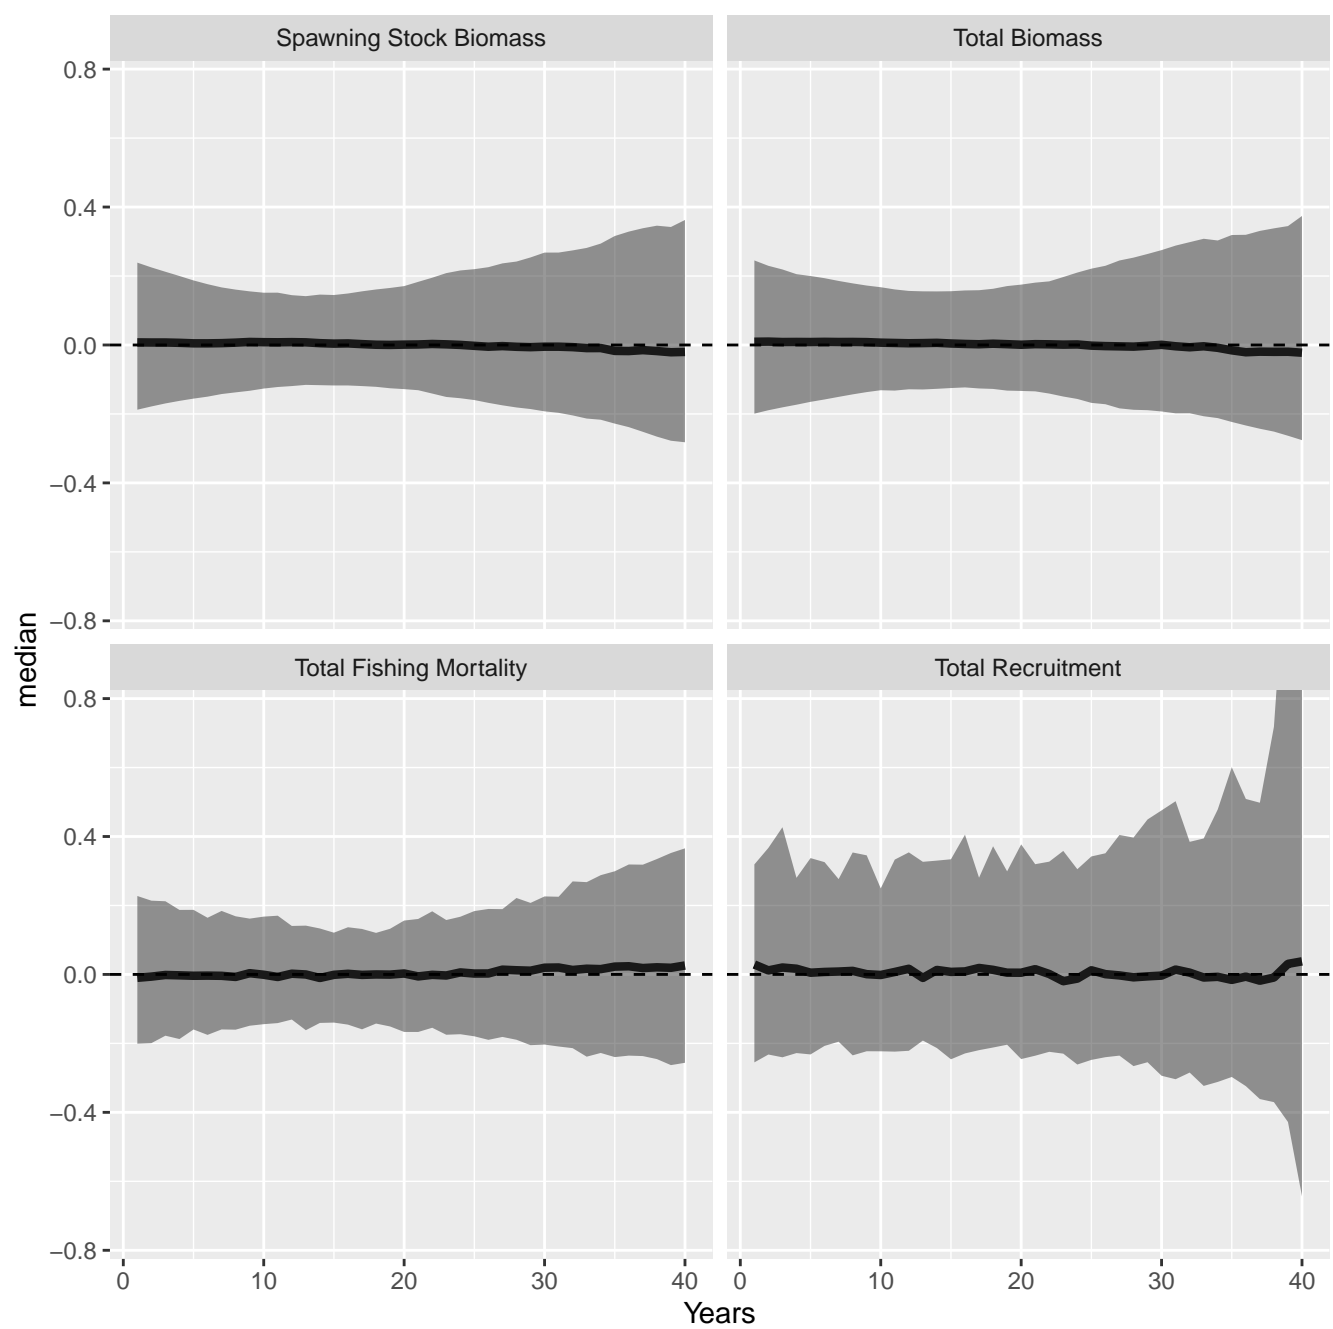 Spawning Stock Biomass
Total Biomass
0.8
0.4
0.0
−0.4
−0.8
median
Total Fishing Mortality
Total Recruitment
0.8
0.4
0.0
−0.4
−0.8
0 10 20 30 40
0 10 20 30 40
Years